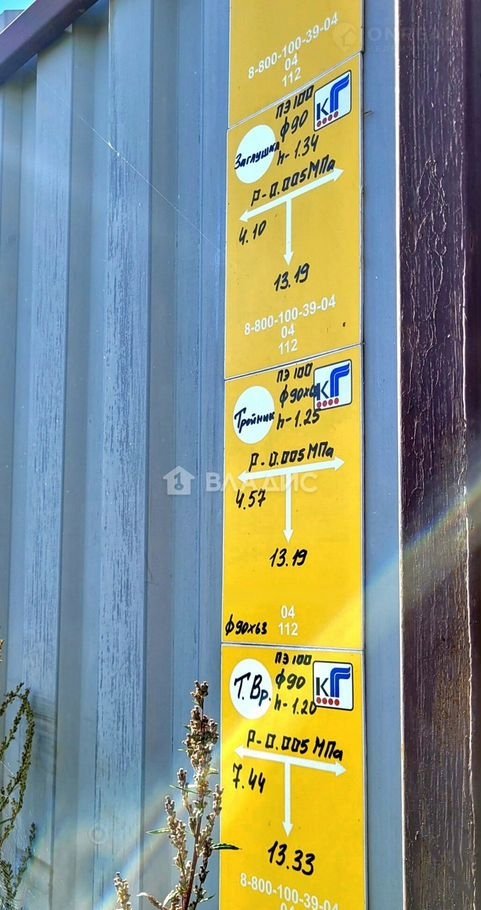 8-800-100-39-04
04
112
ПЭ 100
ф90
Заглушка
h-1.34
КГ
P-0.005МПа
4.10
13.19
8-800-100-39-04
04
112
ПЭ 100
КГ
Тройник
h-1.25
P-0.005МПа
4.57
ВЛАДИС
13.19
ф90х63
04
112
ПЭ 100
ф90
Т.Вр.
h-1.20
КГ
P-0.005МПа
7.44
13.33
8-800-100-39-04